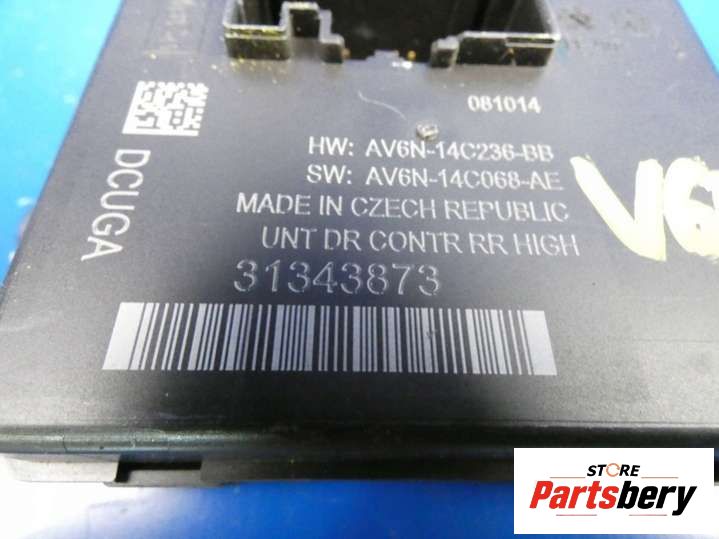 081014
HW: AV6N-14C236-BB
SW: AV6N-14C068-AE
MADE IN CZECH REPUBLIC
UNT DR CONTR RR HIGH
31343873
DCUGA
STORE
Partsbery